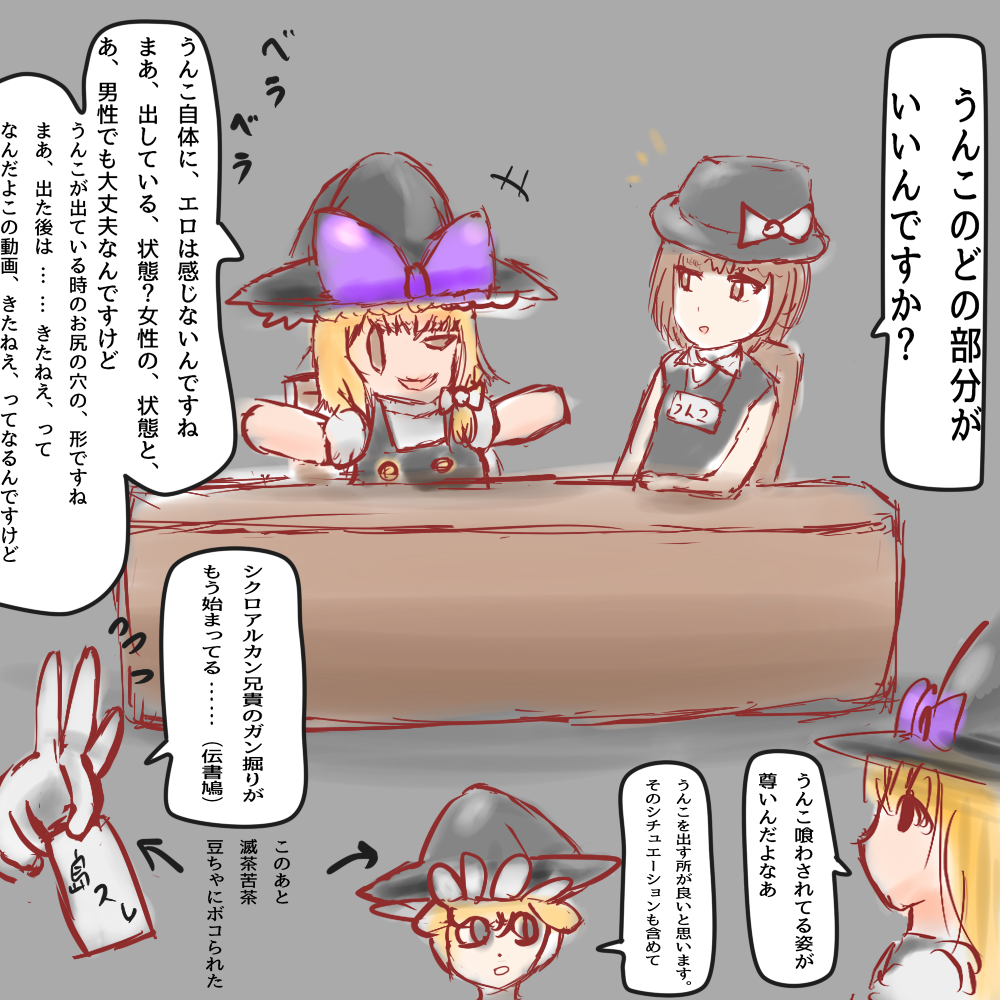 うんこのどの部分が
いいんですか?
ベラ
ベラ
うんこ自体に、エロは感じないんですね
まあ、出している、状態?女性の、状態と、
あ、男性でも大丈夫なんですけど
うんこが出ている時のお尻の穴の、形ですね
まあ、出た後は……きたねえ、って
なんだよこの動画、きたねえ、ってなるんですけど
うんこ
うんこ喰わされてる姿が
尊いんだよなあ
うんこを出す所が良いと思います。
そのシチュエーションも含めて
シクロアルカン兄貴のガン掘りが
もう始まってる……(伝書鳩)
このあと
滅茶苦茶
豆ちゃにボコられた
島スレ